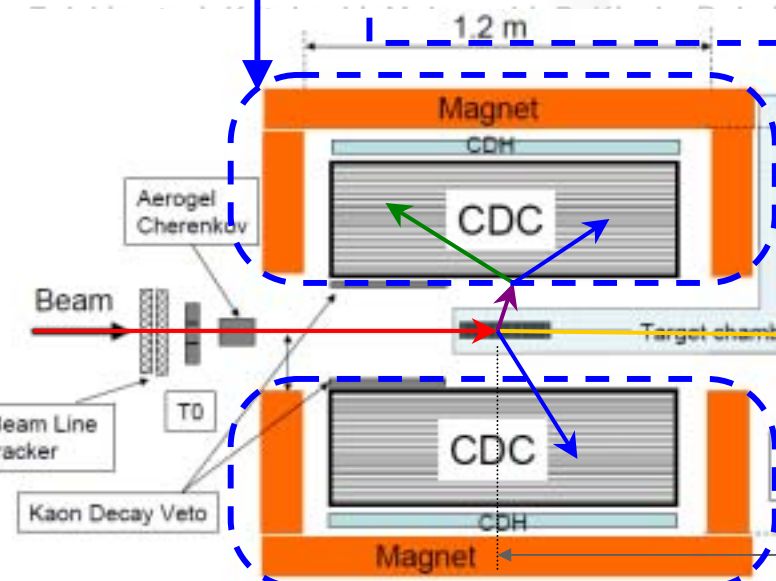 1.2 m
Magnet
CDH
Aerogel
Cherenkov
CDC
Beam
Target chamb
T0
Beam Line
racker
CDC
Kaon Decay Veto
CDH
Magnet